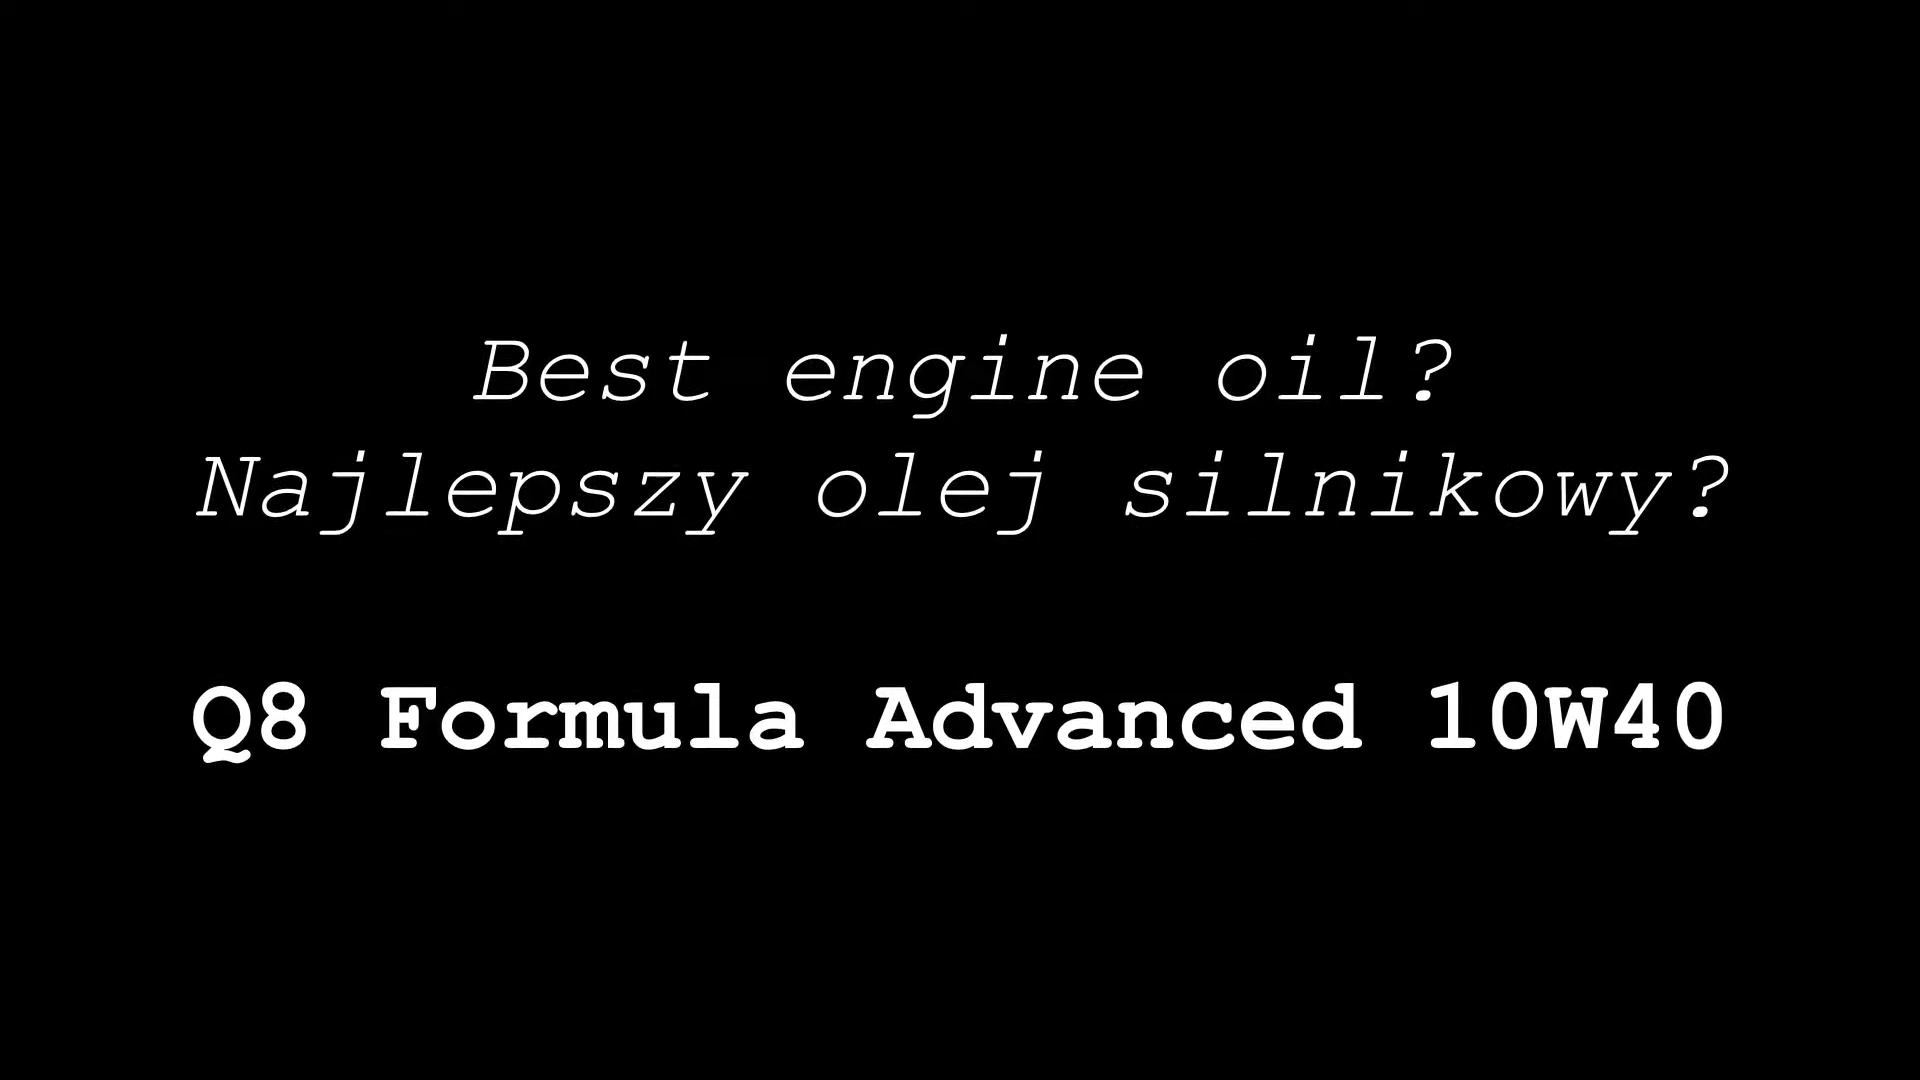 Best engine oil?
Najlepszy olej silnikowy?
Q8 Formula Advanced 10W40